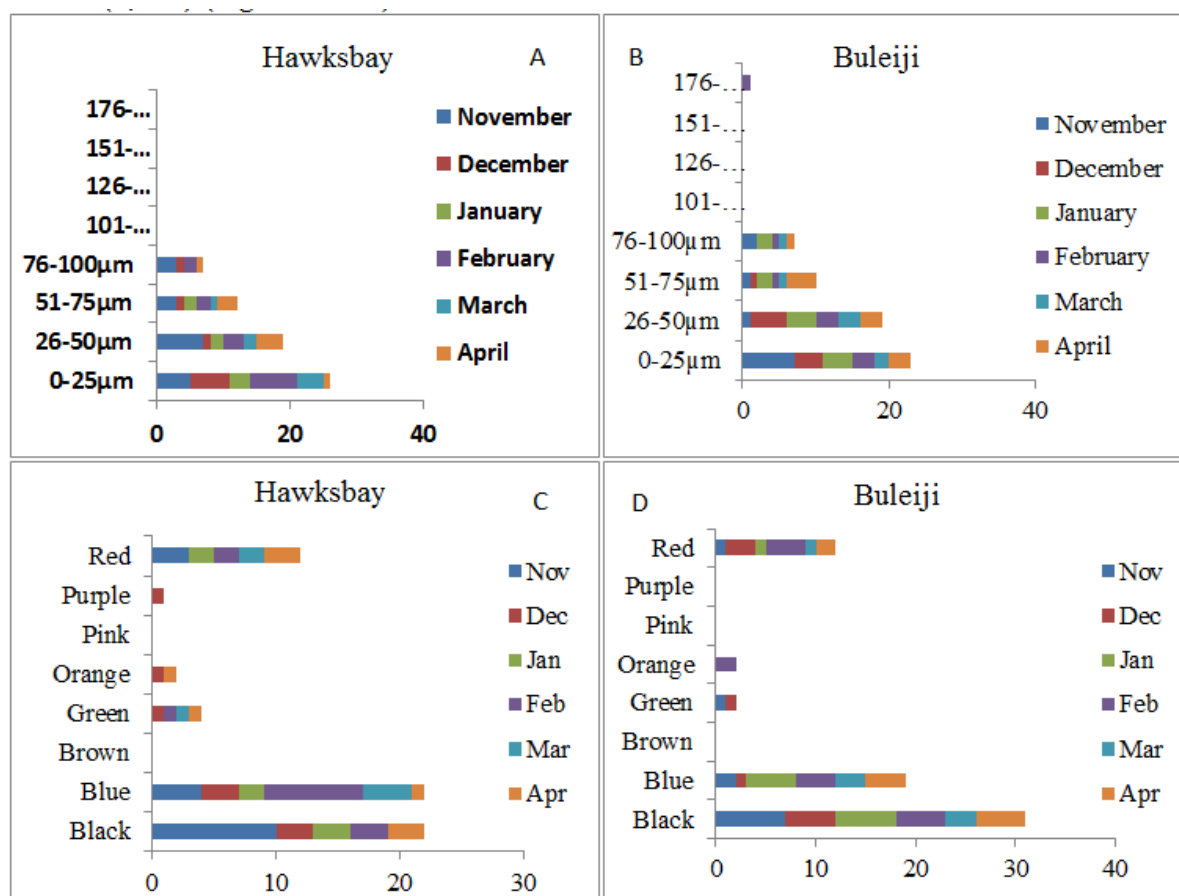 Hawksbay A
176-...
151-...
126-...
101-...
76-100µm
51-75µm
26-50µm
0-25µm
0 20 40
November
December
January
February
March
April
B Buleiji
176-...
151-...
126-...
101-...
76-100µm
51-75µm
26-50µm
0-25µm
0 20 40
November
December
January
February
March
April
Hawksbay C
Red
Purple
Pink
Orange
Green
Brown
Blue
Black
0 10 20 30
Nov
Dec
Jan
Feb
Mar
Apr
D Buleiji
Red
Purple
Pink
Orange
Green
Brown
Blue
Black
0 10 20 30 40
Nov
Dec
Jan
Feb
Mar
Apr